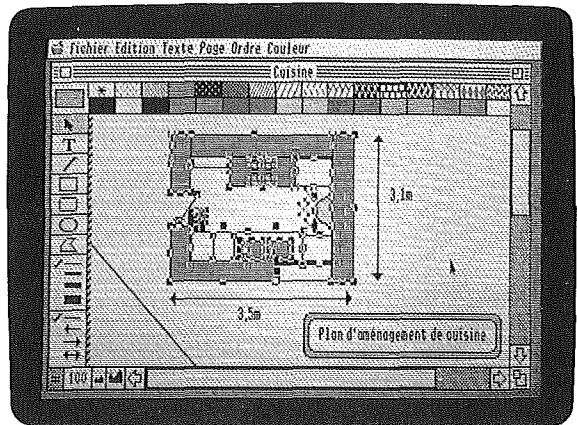 Fichier Edition Texte Page Ordre Couleur
Cuisine
T
3,1m
3,5m
Plan d'aménagement de cuisine
100